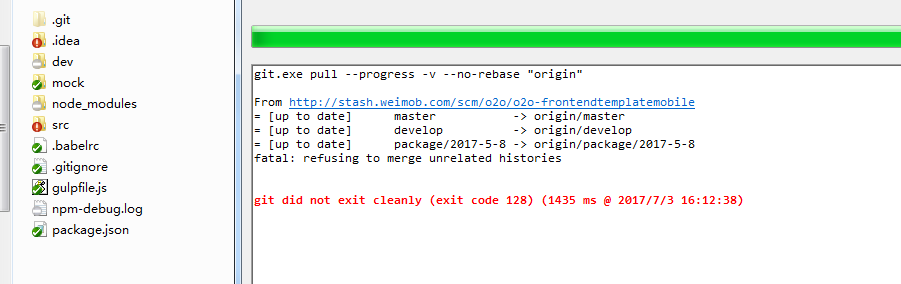 .git
.idea
dev
mock
node_modules
src
.babelrc
.gitignore
gulpfile.js
npm-debug.log
package.json
git.exe pull --progress -v --no-rebase "origin"
From http://stash.weimob.com/scm/o2o/o2o-frontendtemplatemobile
= [up to date]      master           -> origin/master
= [up to date]      develop          -> origin/develop
= [up to date]      package/2017-5-8 -> origin/package/2017-5-8
fatal: refusing to merge unrelated histories
git did not exit cleanly (exit code 128) (1435 ms @ 2017/7/3 16:12:38)